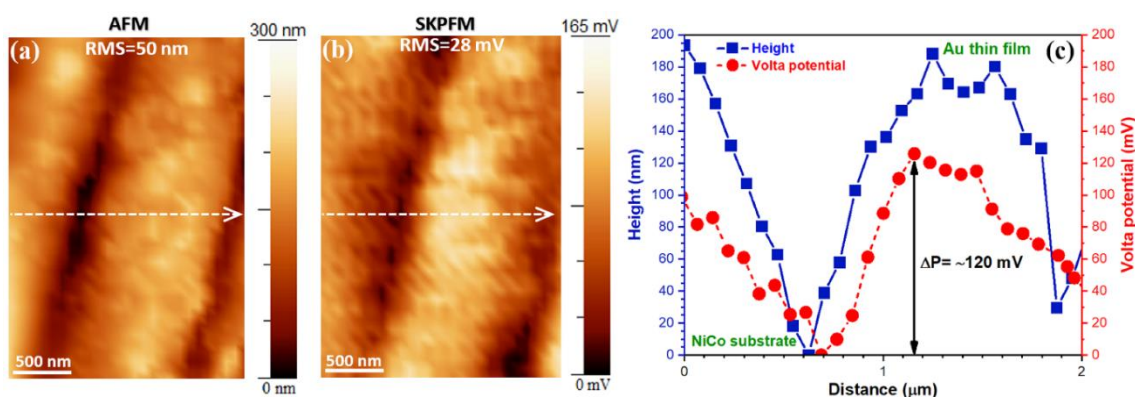 AFM
(a)
RMS=50 nm
500 nm
300 nm
0 nm
SKPFM
(b)
RMS=28 mV
500 nm
165 mV
0 mV
Height
Volta potential
Au thin film
(c)
ΔP= ~120 mV
NiCo substrate
Height (nm)
200
180
160
140
120
100
80
60
40
20
0
0
1
2
Distance (μm)
200
180
160
140
120
100
80
60
40
20
0
Volta potential (mV)